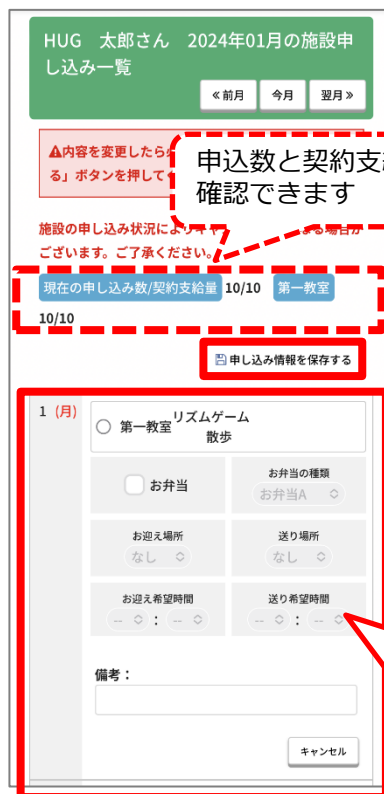 HUG 太郎さん 2024年01月の施設申
し込み一覧
≪前月 今月 翌月≫
▲内容を変更したら
る」ボタンを押して
申込数と契約支
確認できます
施設の申し込み状況により
ございます。ご了承ください。
現在の申し込み数/契約支給量 10/10 第一教室
10/10
申し込み情報を保存する
1 (月)
第一教室 リズムゲーム
散歩
お弁当 お弁当の種類
お弁当A
お迎え場所 送り場所
なし なし
お迎え希望時間 送り希望時間
-- : -- -- : --
備考：
キャンセル